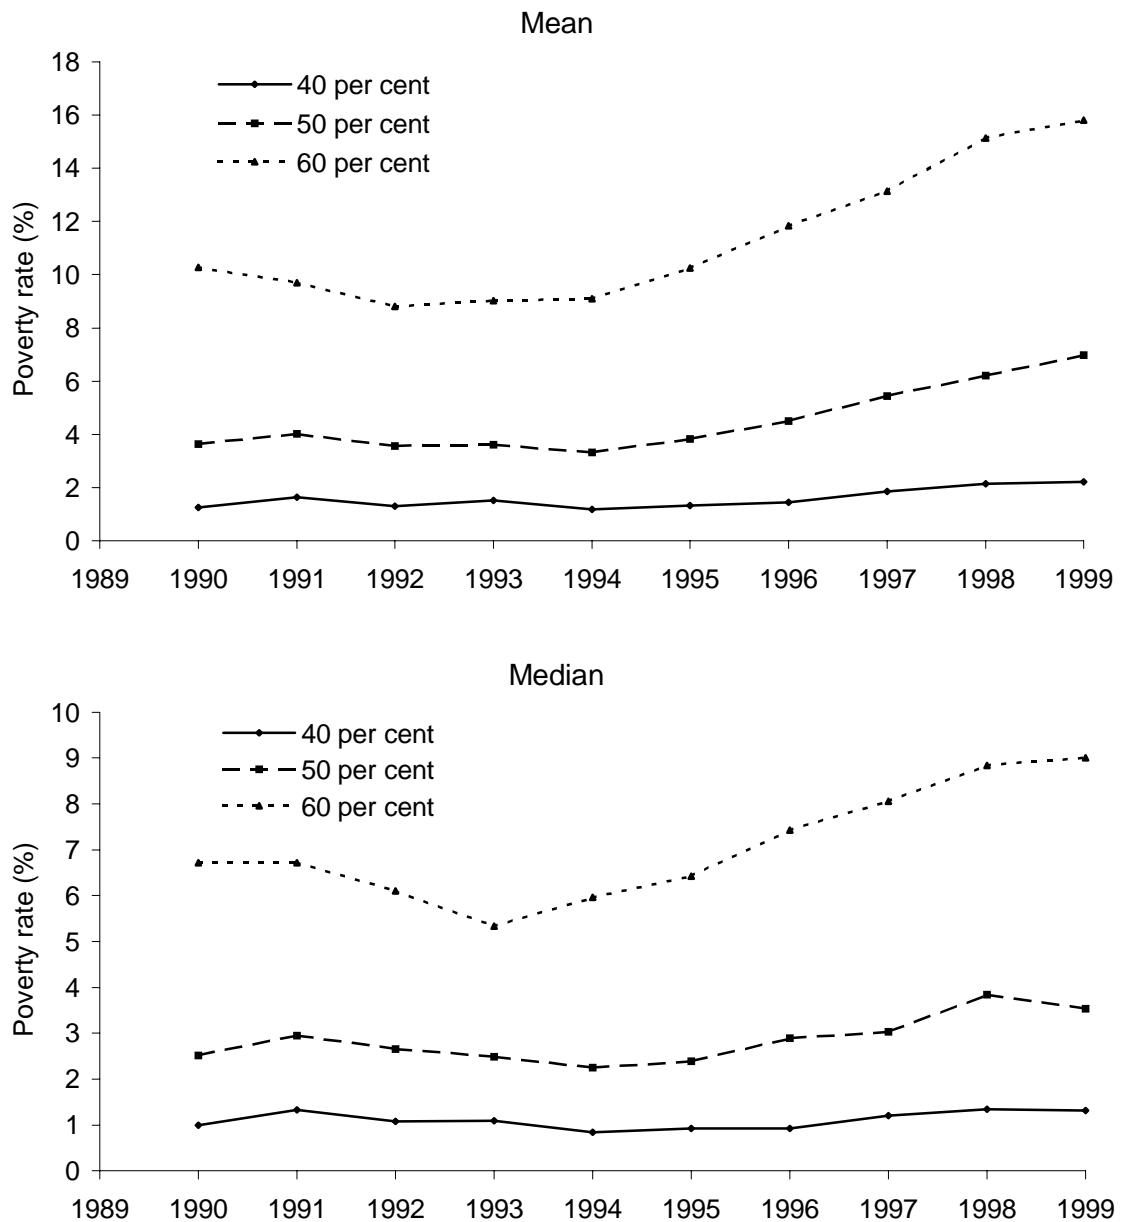 Mean
18
16
14
12
10
8
6
4
2
0
Poverty rate (%)
40 per cent
50 per cent
60 per cent
1989 1990 1991 1992 1993 1994 1995 1996 1997 1998 1999
Median
10
9
8
7
6
5
4
3
2
1
0
Poverty rate (%)
40 per cent
50 per cent
60 per cent
1989 1990 1991 1992 1993 1994 1995 1996 1997 1998 1999